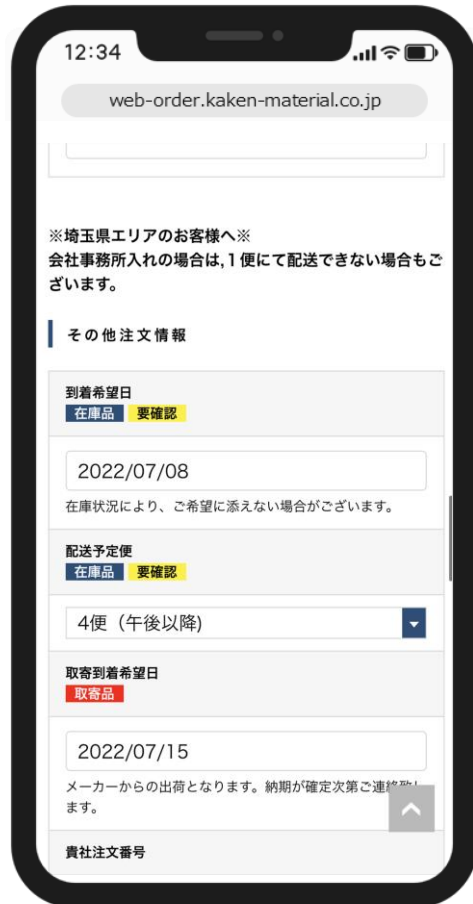 12:34
web-order.kaken-material.co.jp
※埼玉県エリアのお客様へ※
会社事務所入れの場合は,1便にて配送できない場合もご
ざいます。
その他注文情報
到着希望日
在庫品 要確認
2022/07/08
在庫状況により、ご希望に添えない場合がございます。
配送予定便
在庫品 要確認
4便（午後以降)
取寄到着希望日
取寄品
2022/07/15
メーカーからの出荷となります。納期が確定次第ご連絡致し
ます。
貴社注文番号